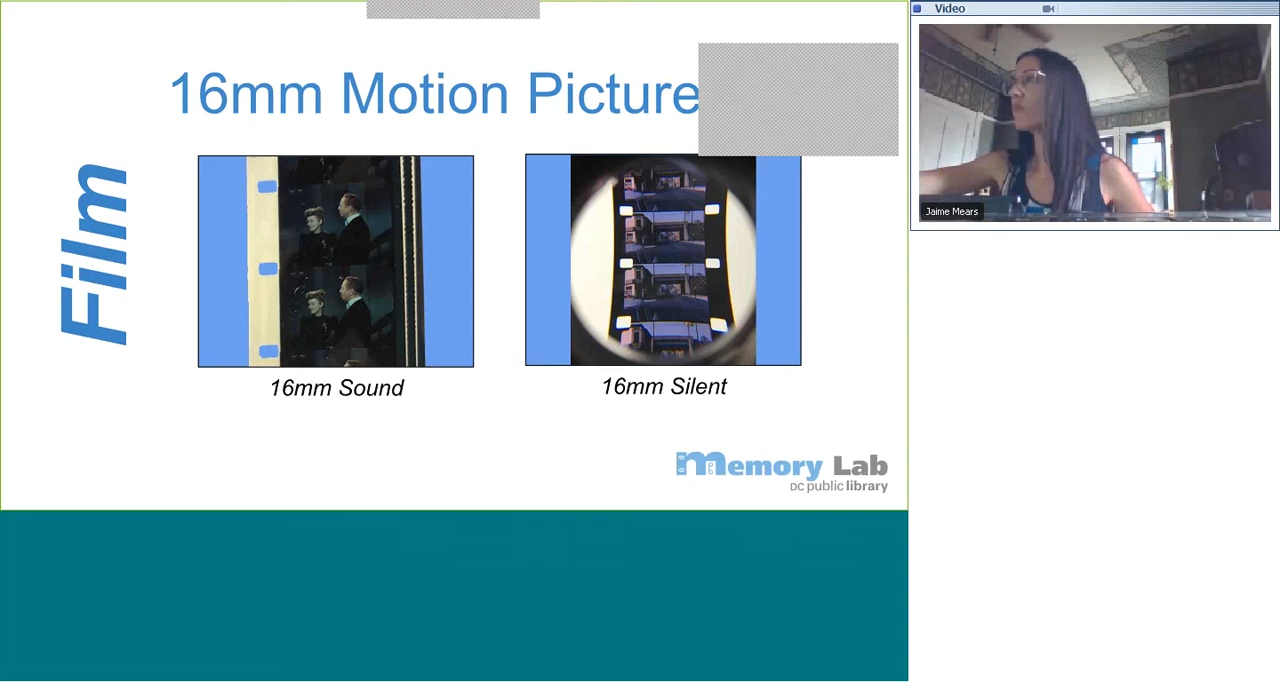 16mm Motion Picture
Film
16mm Sound
16mm Silent
Memory Lab
DC public library
Video
Jaime Mears